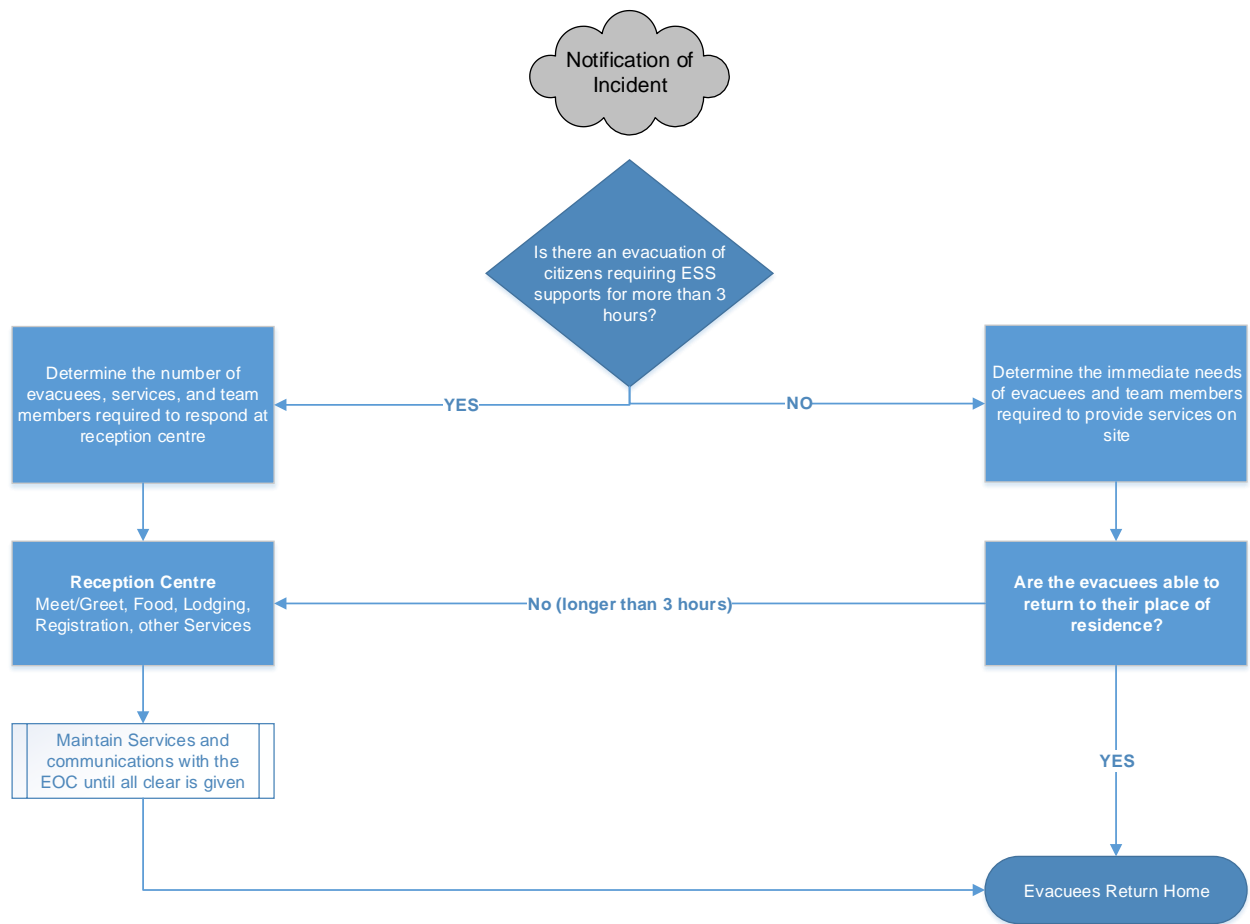 Notification of
Incident
Is there an evacuation of
citizens requiring ESS
supports for more than 3
hours?
Determine the number of
evacuees, services, and team
members required to respond at
reception centre
YES
NO
Determine the immediate needs
of evacuees and team members
required to provide services on
site
Reception Centre
Meet/Greet, Food, Lodging,
Registration, other Services
No (longer than 3 hours)
Are the evacuees able to
return to their place of
residence?
Maintain Services and
communications with the
EOC until all clear is given
YES
Evacuees Return Home